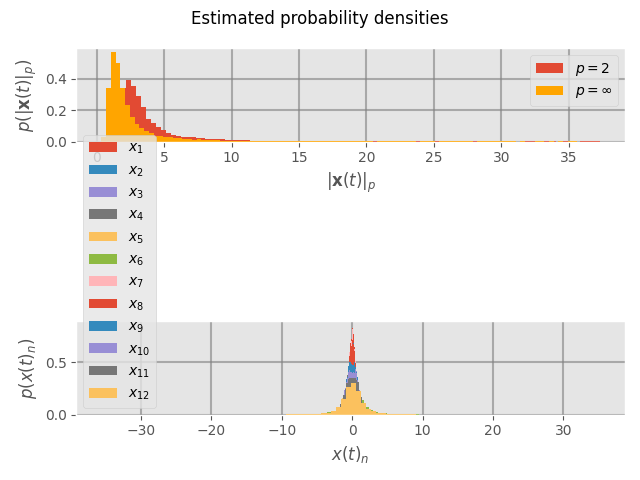 Estimated probability densities
p(|x(t)|_p)
0.4
0.2
0.0
p = 2
p = ∞
0 5 10 15 20 25 30 35
|x(t)|_p
x_1
x_2
x_3
x_4
x_5
x_6
x_7
x_8
x_9
x_10
x_11
x_12
p(x(t)_n)
0.5
0.0
−30 −20 −10 0 10 20 30
x(t)_n